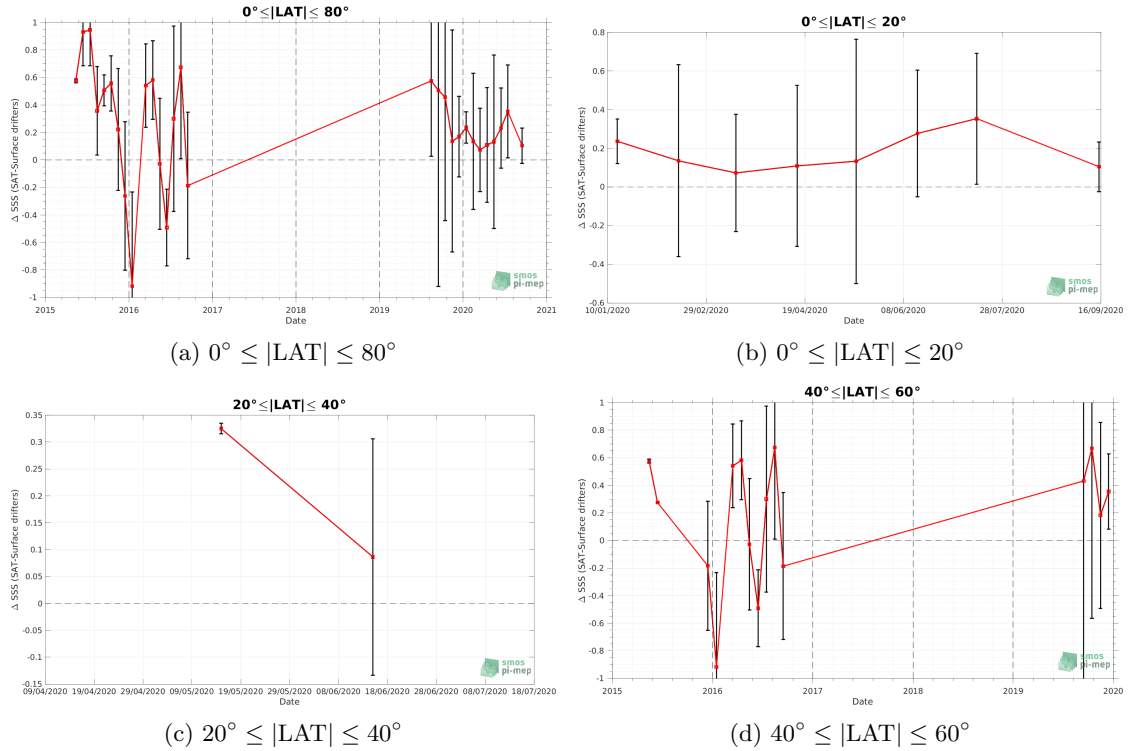 0°≤|LAT|≤ 80°
Δ SSS (SAT-Surface drifters)
1
0.8
0.6
0.4
0.2
0
-0.2
-0.4
-0.6
-0.8
-1
2015 2016 2017 2018 2019 2020 2021
Date
smos
pi-mep
(a) 0° ≤ |LAT| ≤ 80°
0°≤|LAT|≤ 20°
Δ SSS (SAT-Surface drifters)
0.8
0.6
0.4
0.2
0
-0.2
-0.4
-0.6
10/01/2020 29/02/2020 19/04/2020 08/06/2020 28/07/2020 16/09/2020
Date
smos
pi-mep
(b) 0° ≤ |LAT| ≤ 20°
20°≤|LAT|≤ 40°
Δ SSS (SAT-Surface drifters)
0.35
0.3
0.25
0.2
0.15
0.1
0.05
0
-0.05
-0.1
-0.15
09/04/2020 19/04/2020 29/04/2020 09/05/2020 19/05/2020 29/05/2020 08/06/2020 18/06/2020 28/06/2020 08/07/2020 18/07/2020
Date
smos
pi-mep
(c) 20° ≤ |LAT| ≤ 40°
40°≤|LAT|≤ 60°
Δ SSS (SAT-Surface drifters)
1
0.8
0.6
0.4
0.2
0
-0.2
-0.4
-0.6
-0.8
-1
2015 2016 2017 2018 2019 2020
Date
smos
pi-mep
(d) 40° ≤ |LAT| ≤ 60°